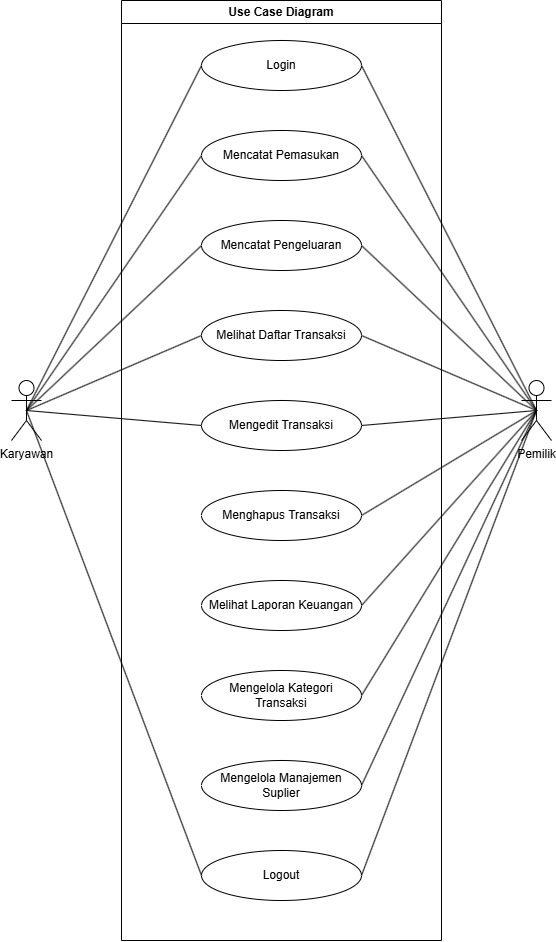 Use Case Diagram
Login
Mencatat Pemasukan
Mencatat Pengeluaran
Melihat Daftar Transaksi
Mengedit Transaksi
Karyawan
Pemilik
Menghapus Transaksi
Melihat Laporan Keuangan
Mengelola Kategori
Transaksi
Mengelola Manajemen
Suplier
Logout